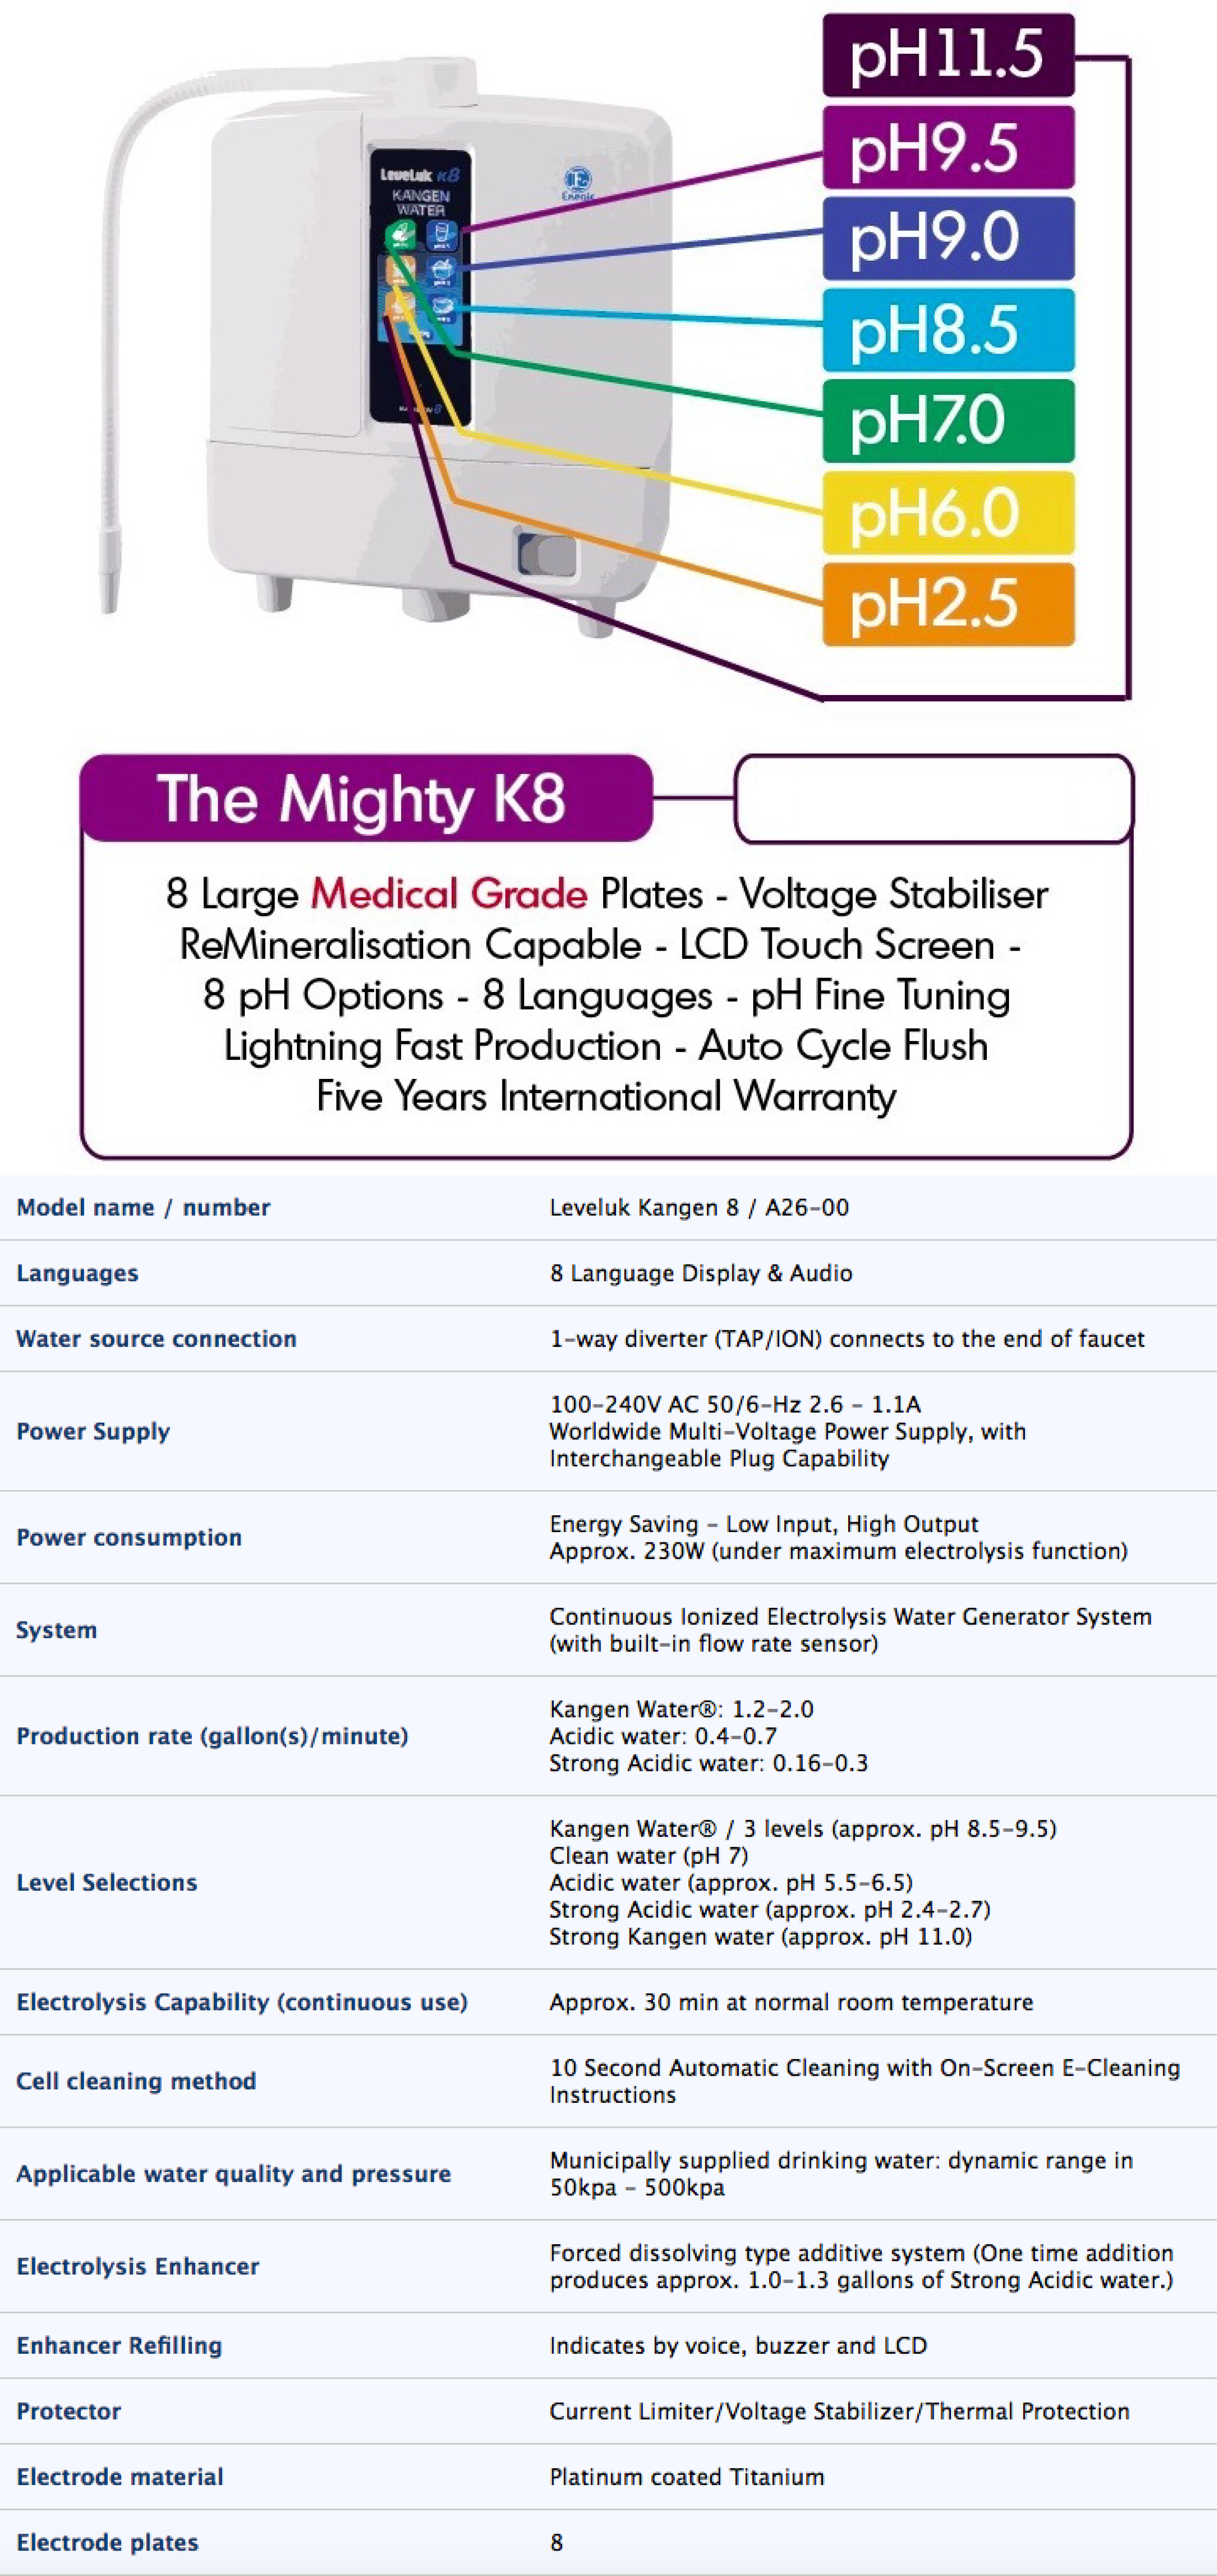 pH11.5
pH9.5
pH9.0
pH8.5
pH7.0
pH6.0
pH2.5
LeveLuk K8
KANGEN
WATER
Enagic
The Mighty K8
8 Large Medical Grade Plates - Voltage Stabiliser
ReMineralisation Capable - LCD Touch Screen -
8 pH Options - 8 Languages - pH Fine Tuning
Lightning Fast Production - Auto Cycle Flush
Five Years International Warranty
Model name / number
Leveluk Kangen 8 / A26-00
Languages
8 Language Display & Audio
Water source connection
1-way diverter (TAP/ION) connects to the end of faucet
Power Supply
100-240V AC 50/6-Hz 2.6 - 1.1A
Worldwide Multi-Voltage Power Supply, with
Interchangeable Plug Capability
Power consumption
Energy Saving - Low Input, High Output
Approx. 230W (under maximum electrolysis function)
System
Continuous Ionized Electrolysis Water Generator System
(with built-in flow rate sensor)
Production rate (gallon(s)/minute)
Kangen Water®: 1.2-2.0
Acidic water: 0.4-0.7
Strong Acidic water: 0.16-0.3
Level Selections
Kangen Water® / 3 levels (approx. pH 8.5-9.5)
Clean water (pH 7)
Acidic water (approx. pH 5.5-6.5)
Strong Acidic water (approx. pH 2.4-2.7)
Strong Kangen water (approx. pH 11.0)
Electrolysis Capability (continuous use)
Approx. 30 min at normal room temperature
Cell cleaning method
10 Second Automatic Cleaning with On-Screen E-Cleaning
Instructions
Applicable water quality and pressure
Municipally supplied drinking water: dynamic range in
50kpa - 500kpa
Electrolysis Enhancer
Forced dissolving type additive system (One time addition
produces approx. 1.0-1.3 gallons of Strong Acidic water.)
Enhancer Refilling
Indicates by voice, buzzer and LCD
Protector
Current Limiter/Voltage Stabilizer/Thermal Protection
Electrode material
Platinum coated Titanium
Electrode plates
8